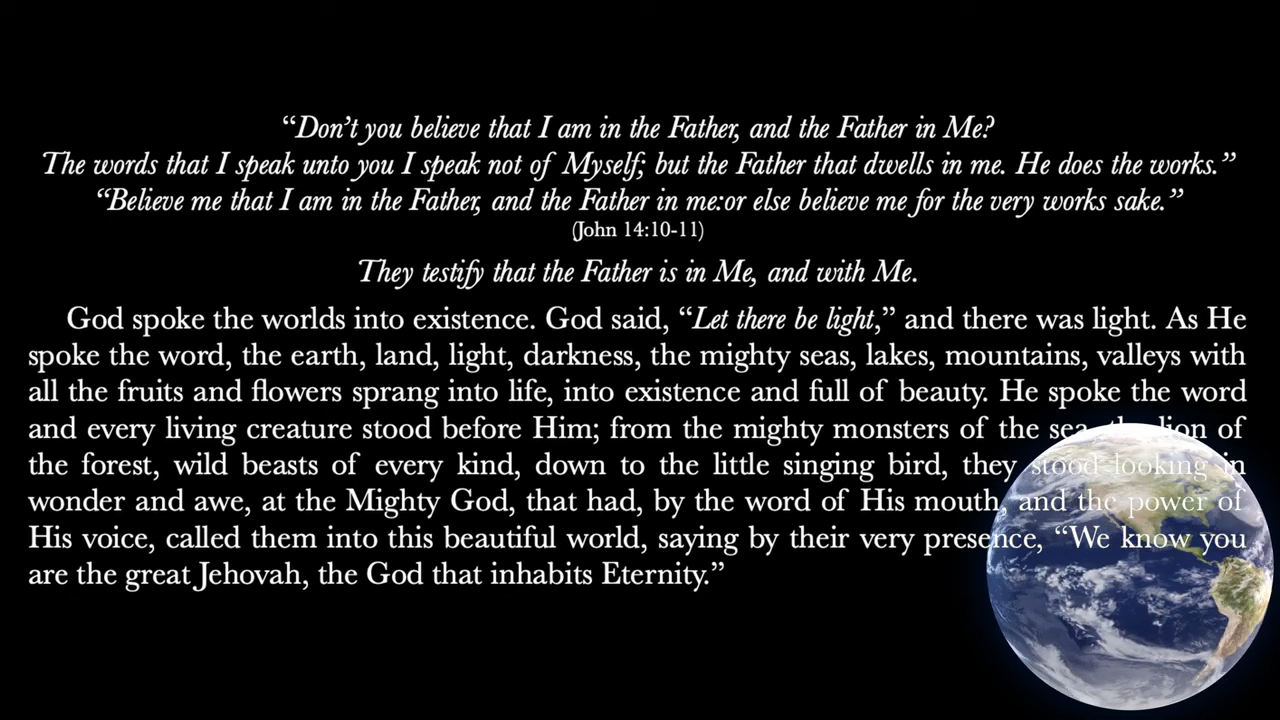 “Don’t you believe that I am in the Father, and the Father in Me?
The words that I speak unto you I speak not of Myself; but the Father that dwells in me. He does the works.”
“Believe me that I am in the Father, and the Father in me:or else believe me for the very works sake.”
(John 14:10-11)
They testify that the Father is in Me, and with Me.
God spoke the worlds into existence. God said, “Let there be light,” and there was light. As He
spoke the word, the earth, land, light, darkness, the mighty seas, lakes, mountains, valleys with
all the fruits and flowers sprang into life, into existence and full of beauty. He spoke the word
and every living creature stood before Him; from the mighty monsters of the sea, the lion of
the forest, wild beasts of every kind, down to the little singing bird, they stood looking in
wonder and awe, at the Mighty God, that had, by the word of His mouth, and the power of
His voice, called them into this beautiful world, saying by their very presence, “We know you
are the great Jehovah, the God that inhabits Eternity.”